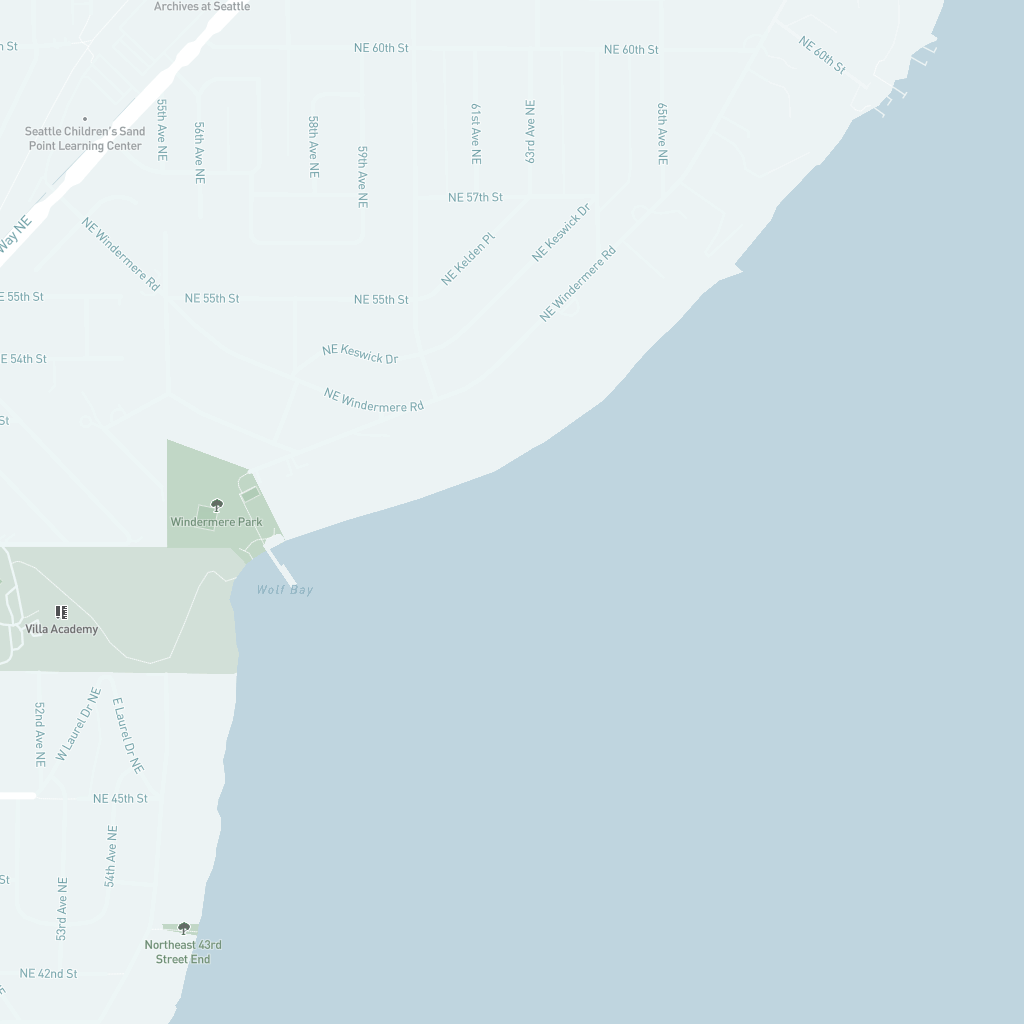 Archives at Seattle
St
NE 60th St
NE 60th St
NE 60th St
Seattle Children's Sand
Point Learning Center
55th Ave NE
56th Ave NE
58th Ave NE
59th Ave NE
61st Ave NE
63rd Ave NE
65th Ave NE
NE 57th St
Way NE
NE Windermere Rd
NE Kelden Pl
NE Keswick Dr
NE Windermere Rd
E 55th St
NE 55th St
NE 55th St
E 54th St
NE Keswick Dr
NE Windermere Rd
St
Windermere Park
Wolf Bay
Villa Academy
52nd Ave NE
W Laurel Dr NE
E Laurel Dr NE
NE 45th St
54th Ave NE
St
53rd Ave NE
Northeast 43rd
Street End
NE 42nd St